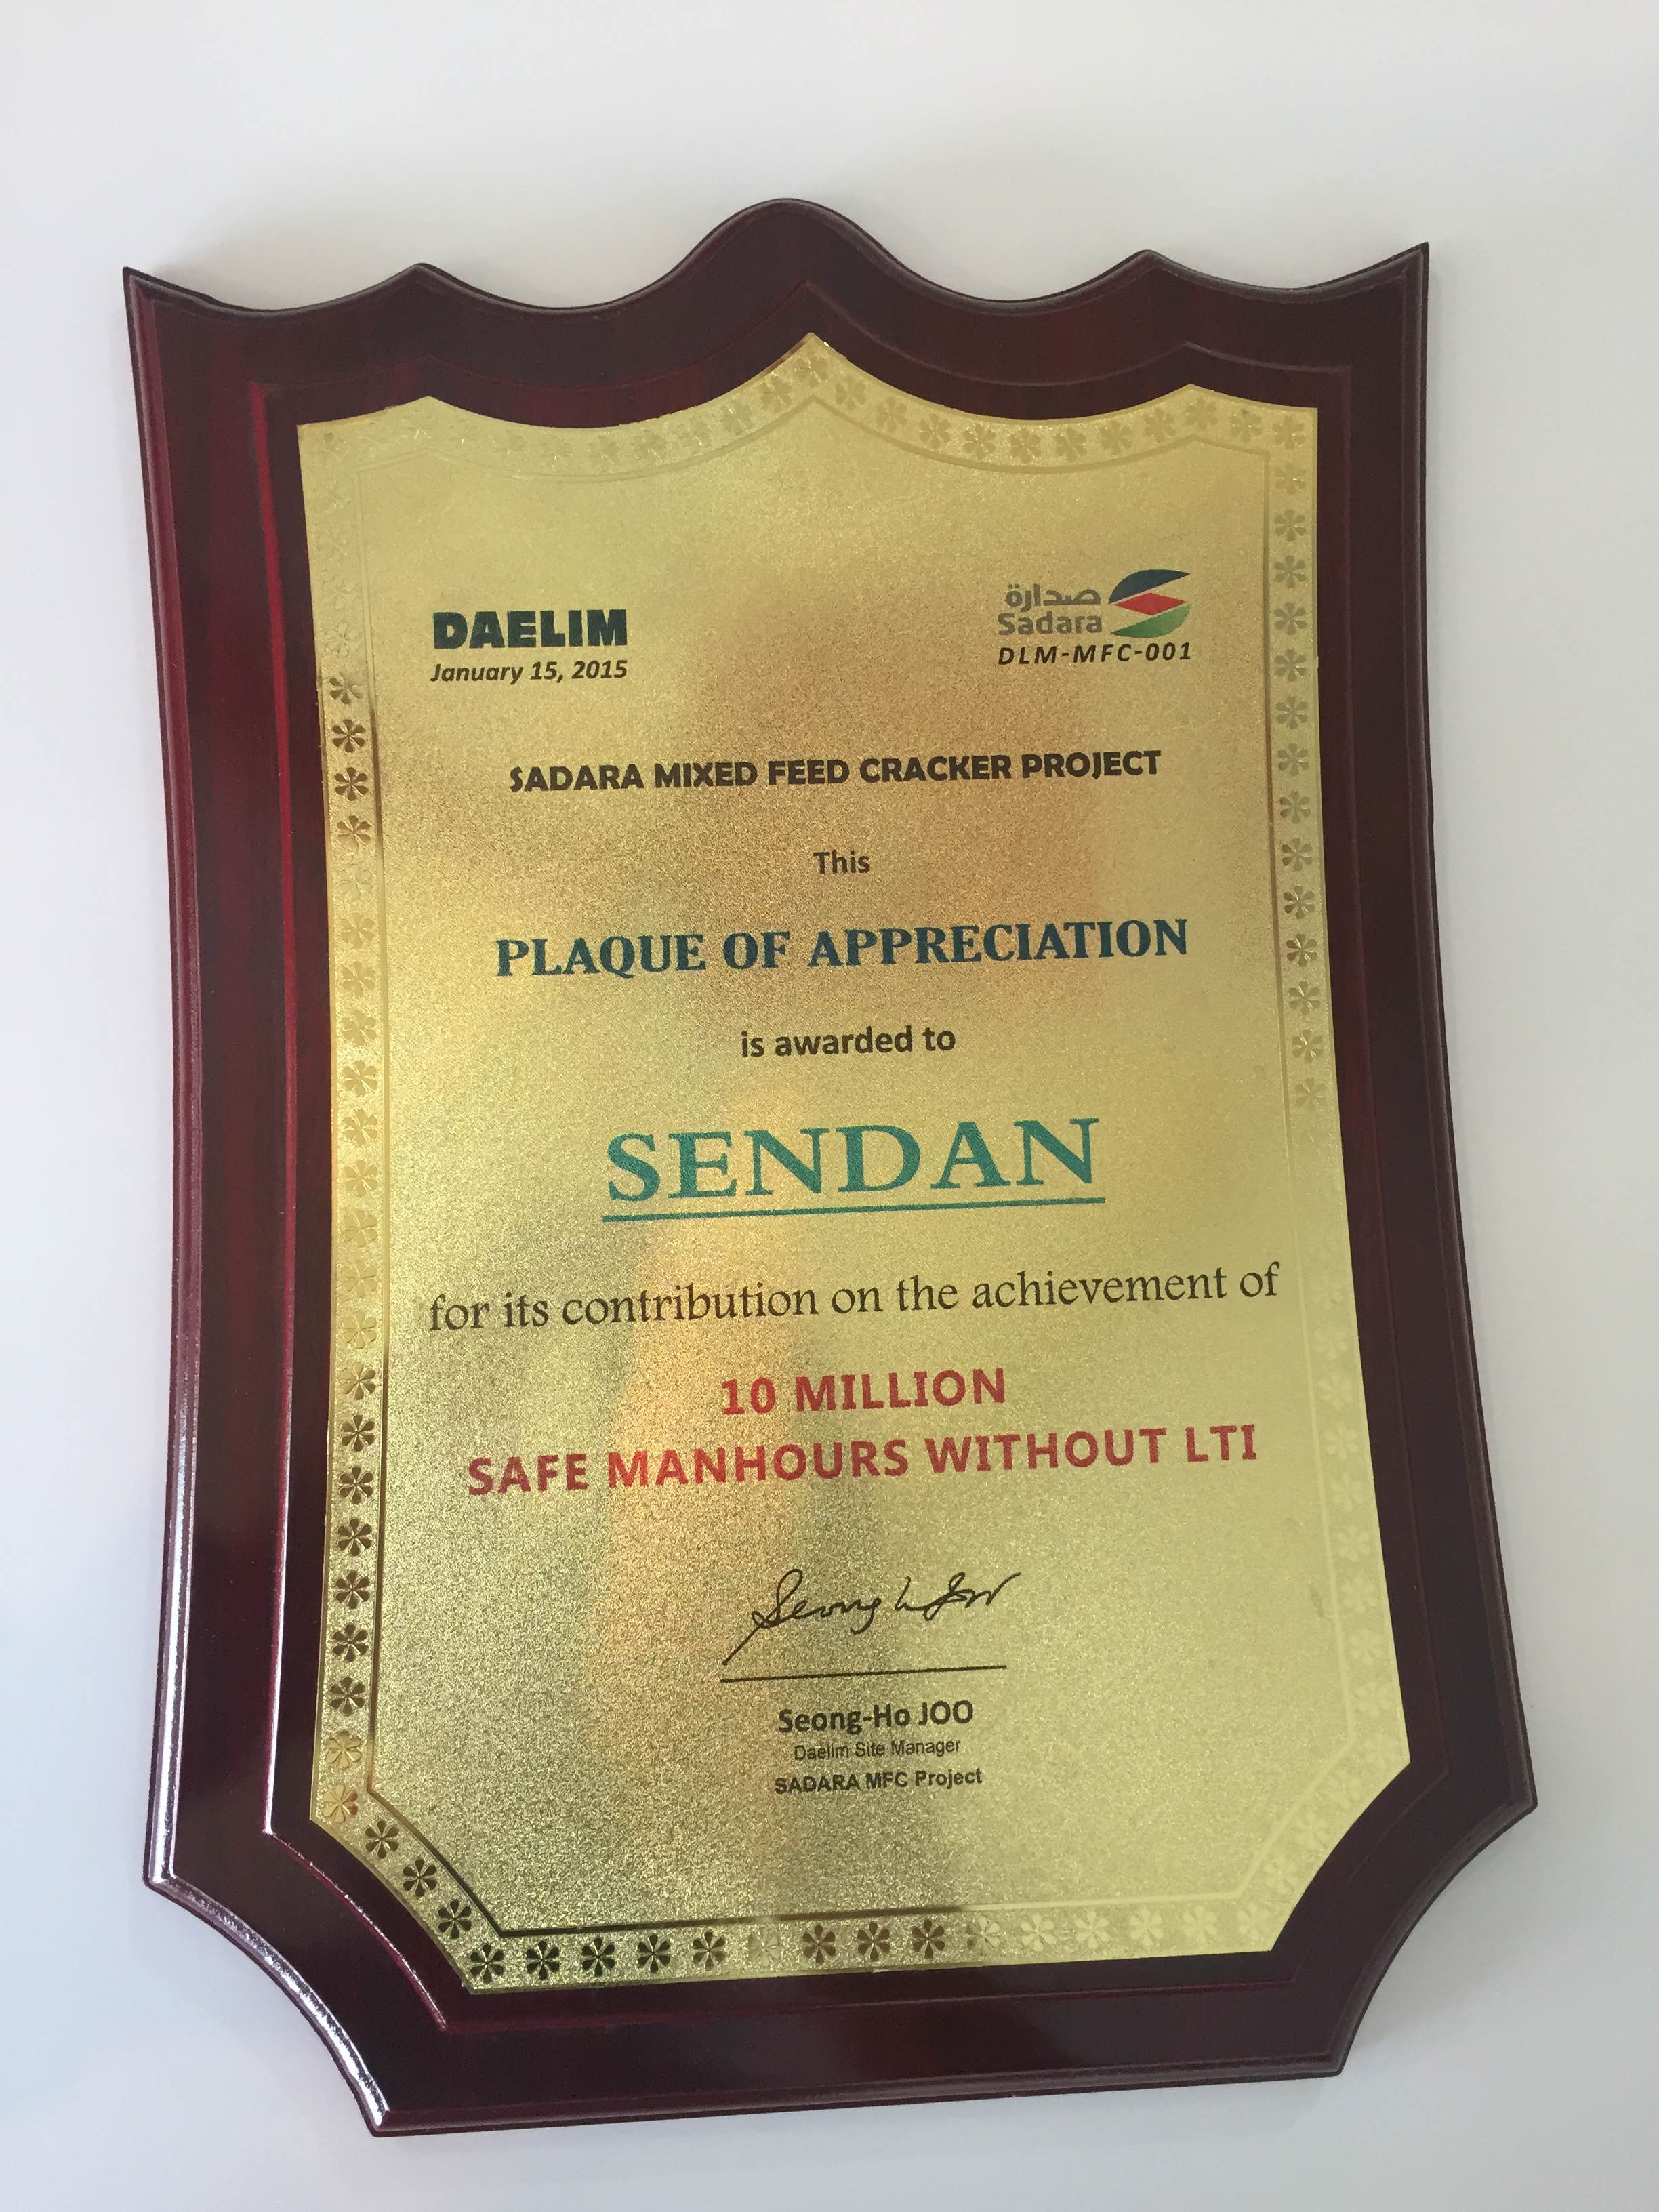 DAELIM
January 15, 2015
صدارة
Sadara
DLM-MFC-001
SADARA MIXED FEED CRACKER PROJECT
This
PLAQUE OF APPRECIATION
is awarded to
SENDAN
for its contribution on the achievement of
10 MILLION
SAFE MANHOURS WITHOUT LTI
Seong-Ho JOO
Daelim Site Manager
SADARA MFC Project